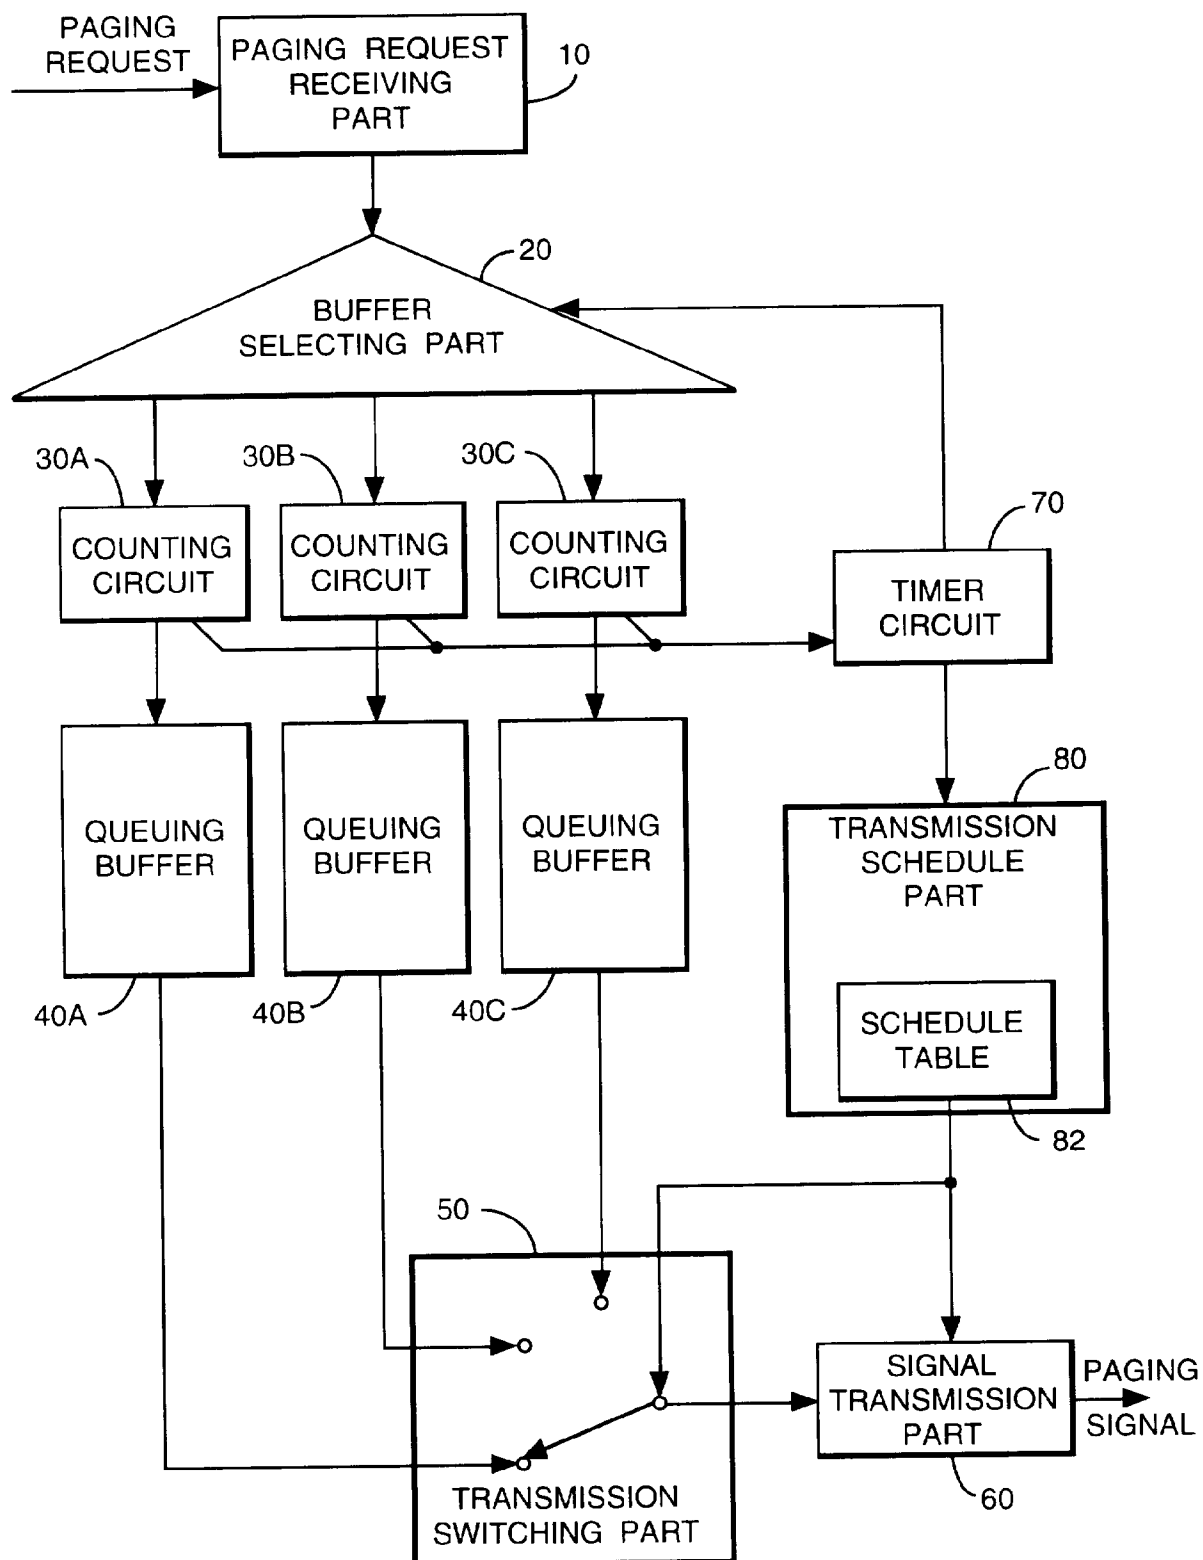 PAGING
REQUEST
PAGING REQUEST
RECEIVING
PART
10
20
BUFFER
SELECTING PART
30A
30B
30C
COUNTING
CIRCUIT
COUNTING
CIRCUIT
COUNTING
CIRCUIT
70
TIMER
CIRCUIT
QUEUING
BUFFER
QUEUING
BUFFER
QUEUING
BUFFER
40A
40B
40C
80
TRANSMISSION
SCHEDULE
PART
SCHEDULE
TABLE
82
50
TRANSMISSION
SWITCHING PART
SIGNAL
TRANSMISSION
PART
60
PAGING
SIGNAL